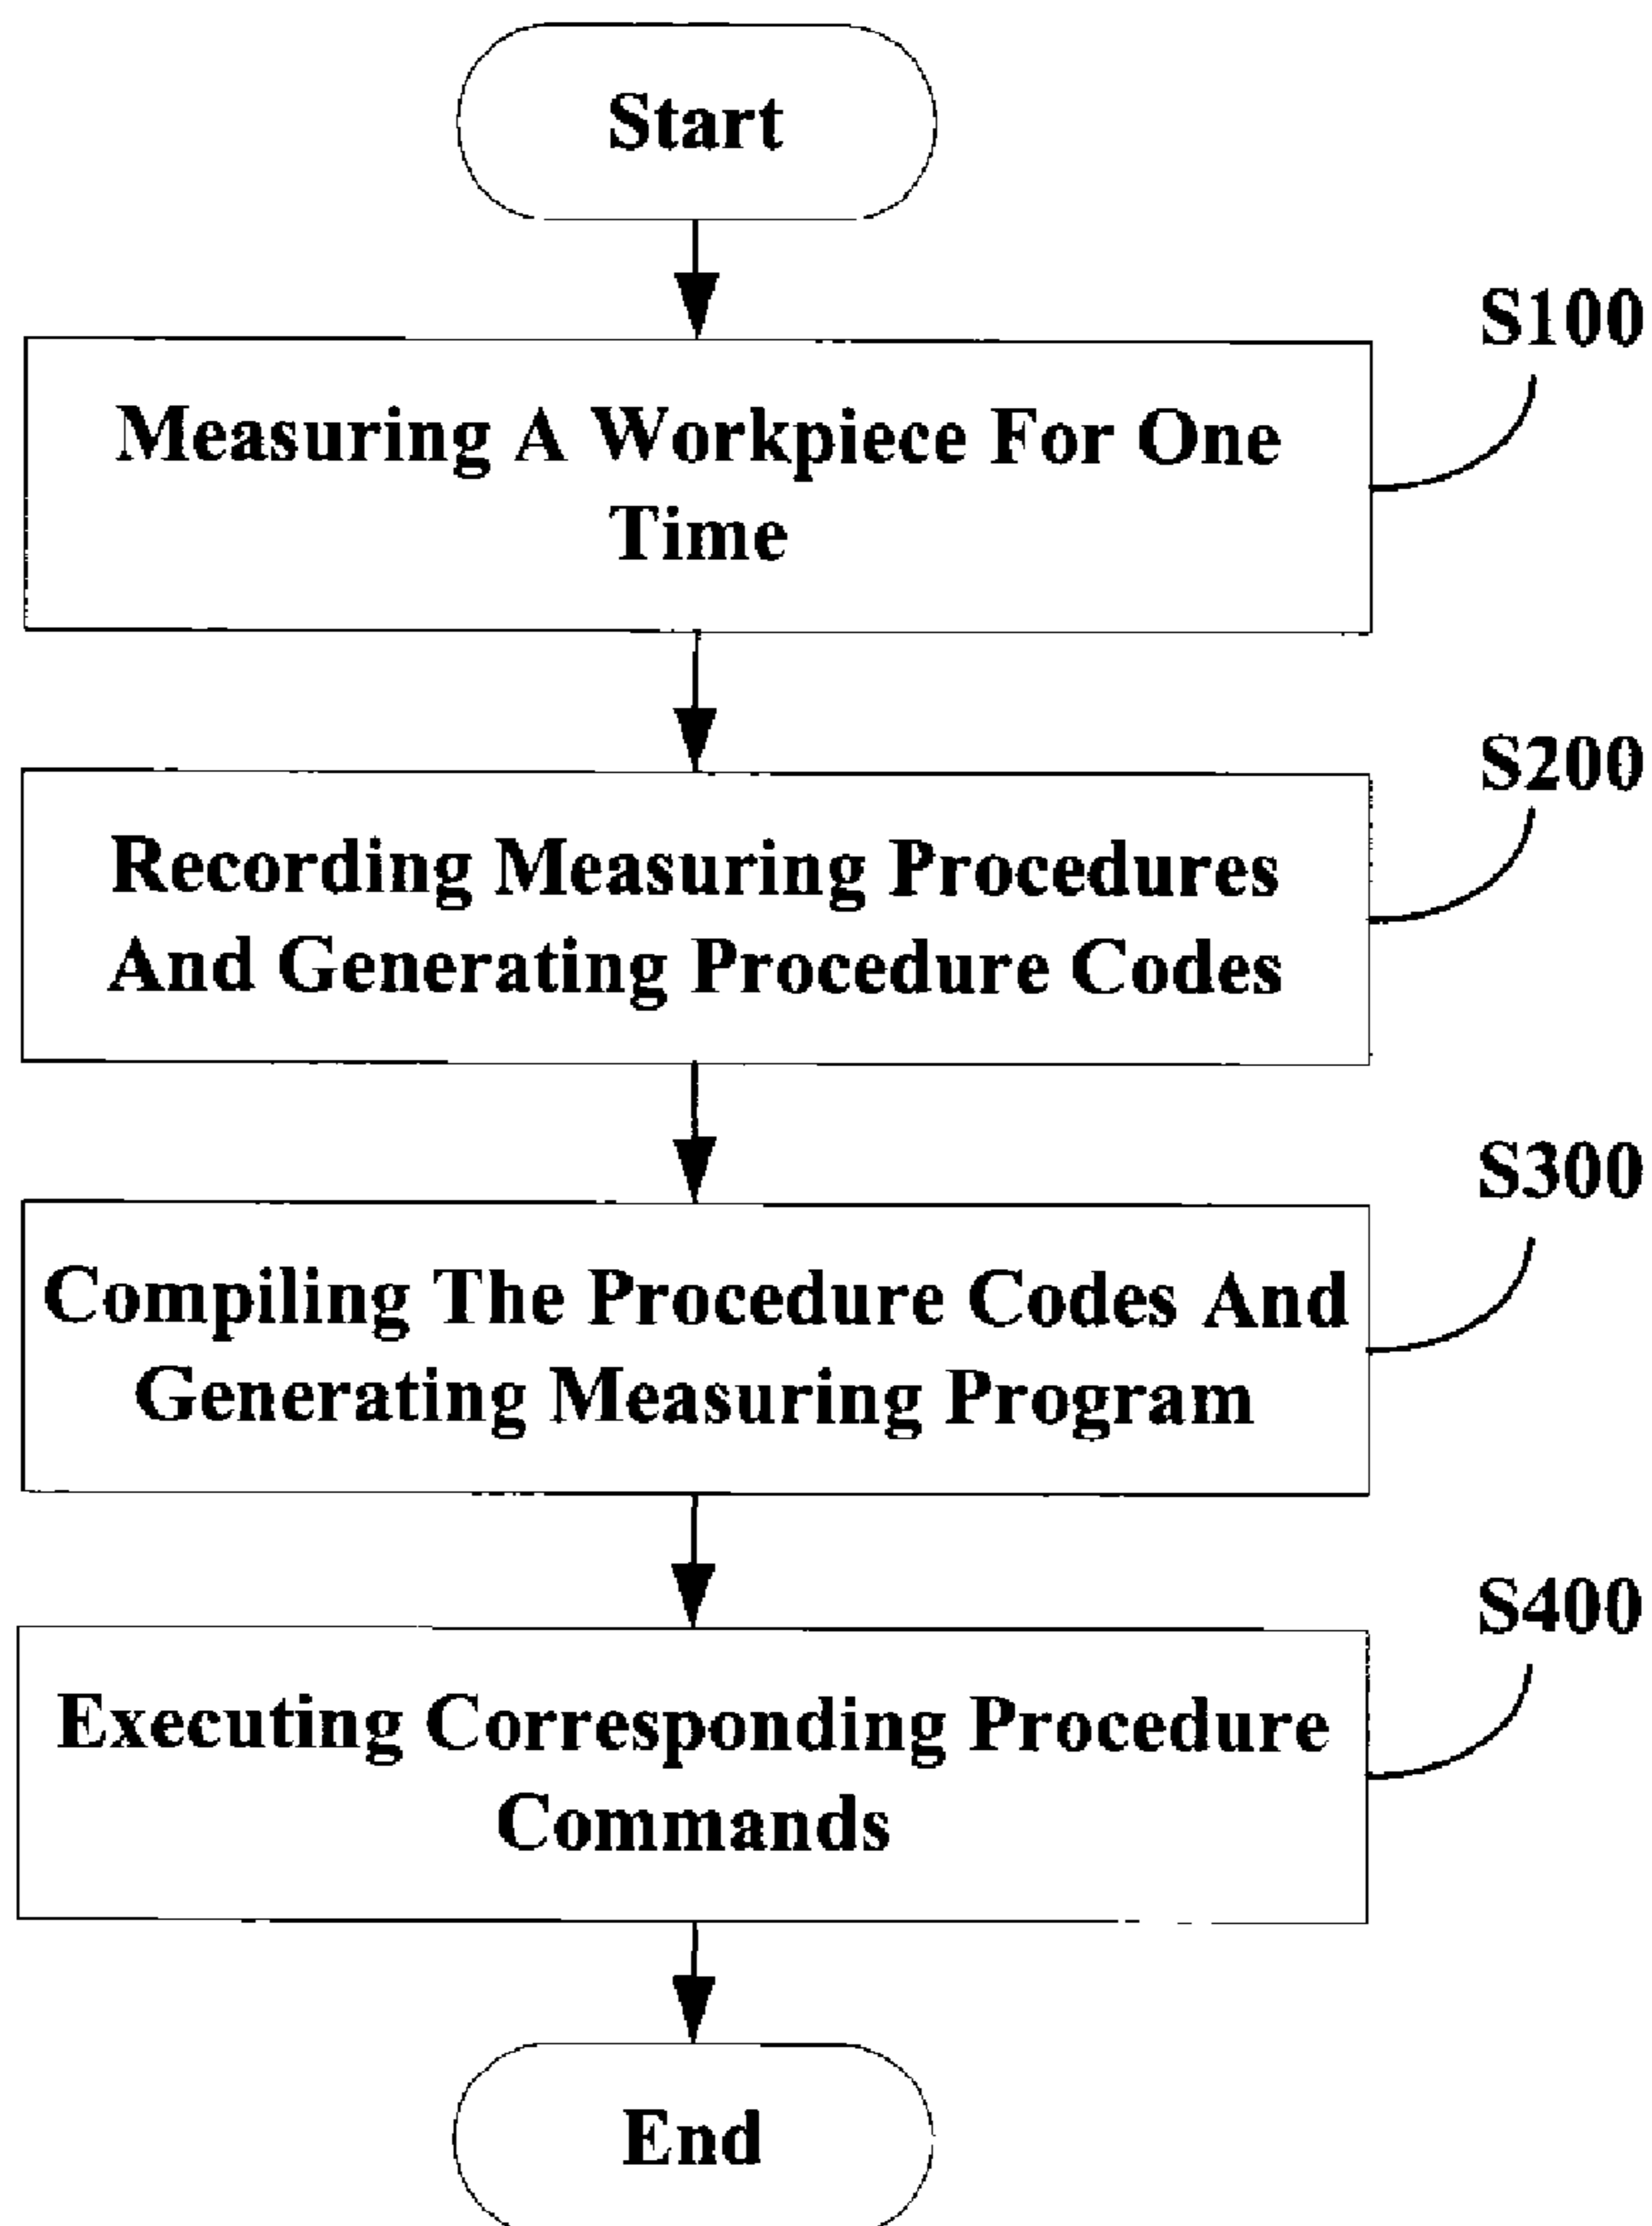 Start
S100
Measuring A Workpiece For One
Time
S200
Recording Measuring Procedures
And Generating Procedure Codes
S300
Compiling The Procedure Codes And
Generating Measuring Program
S400
Executing Corresponding Procedure
Commands
End